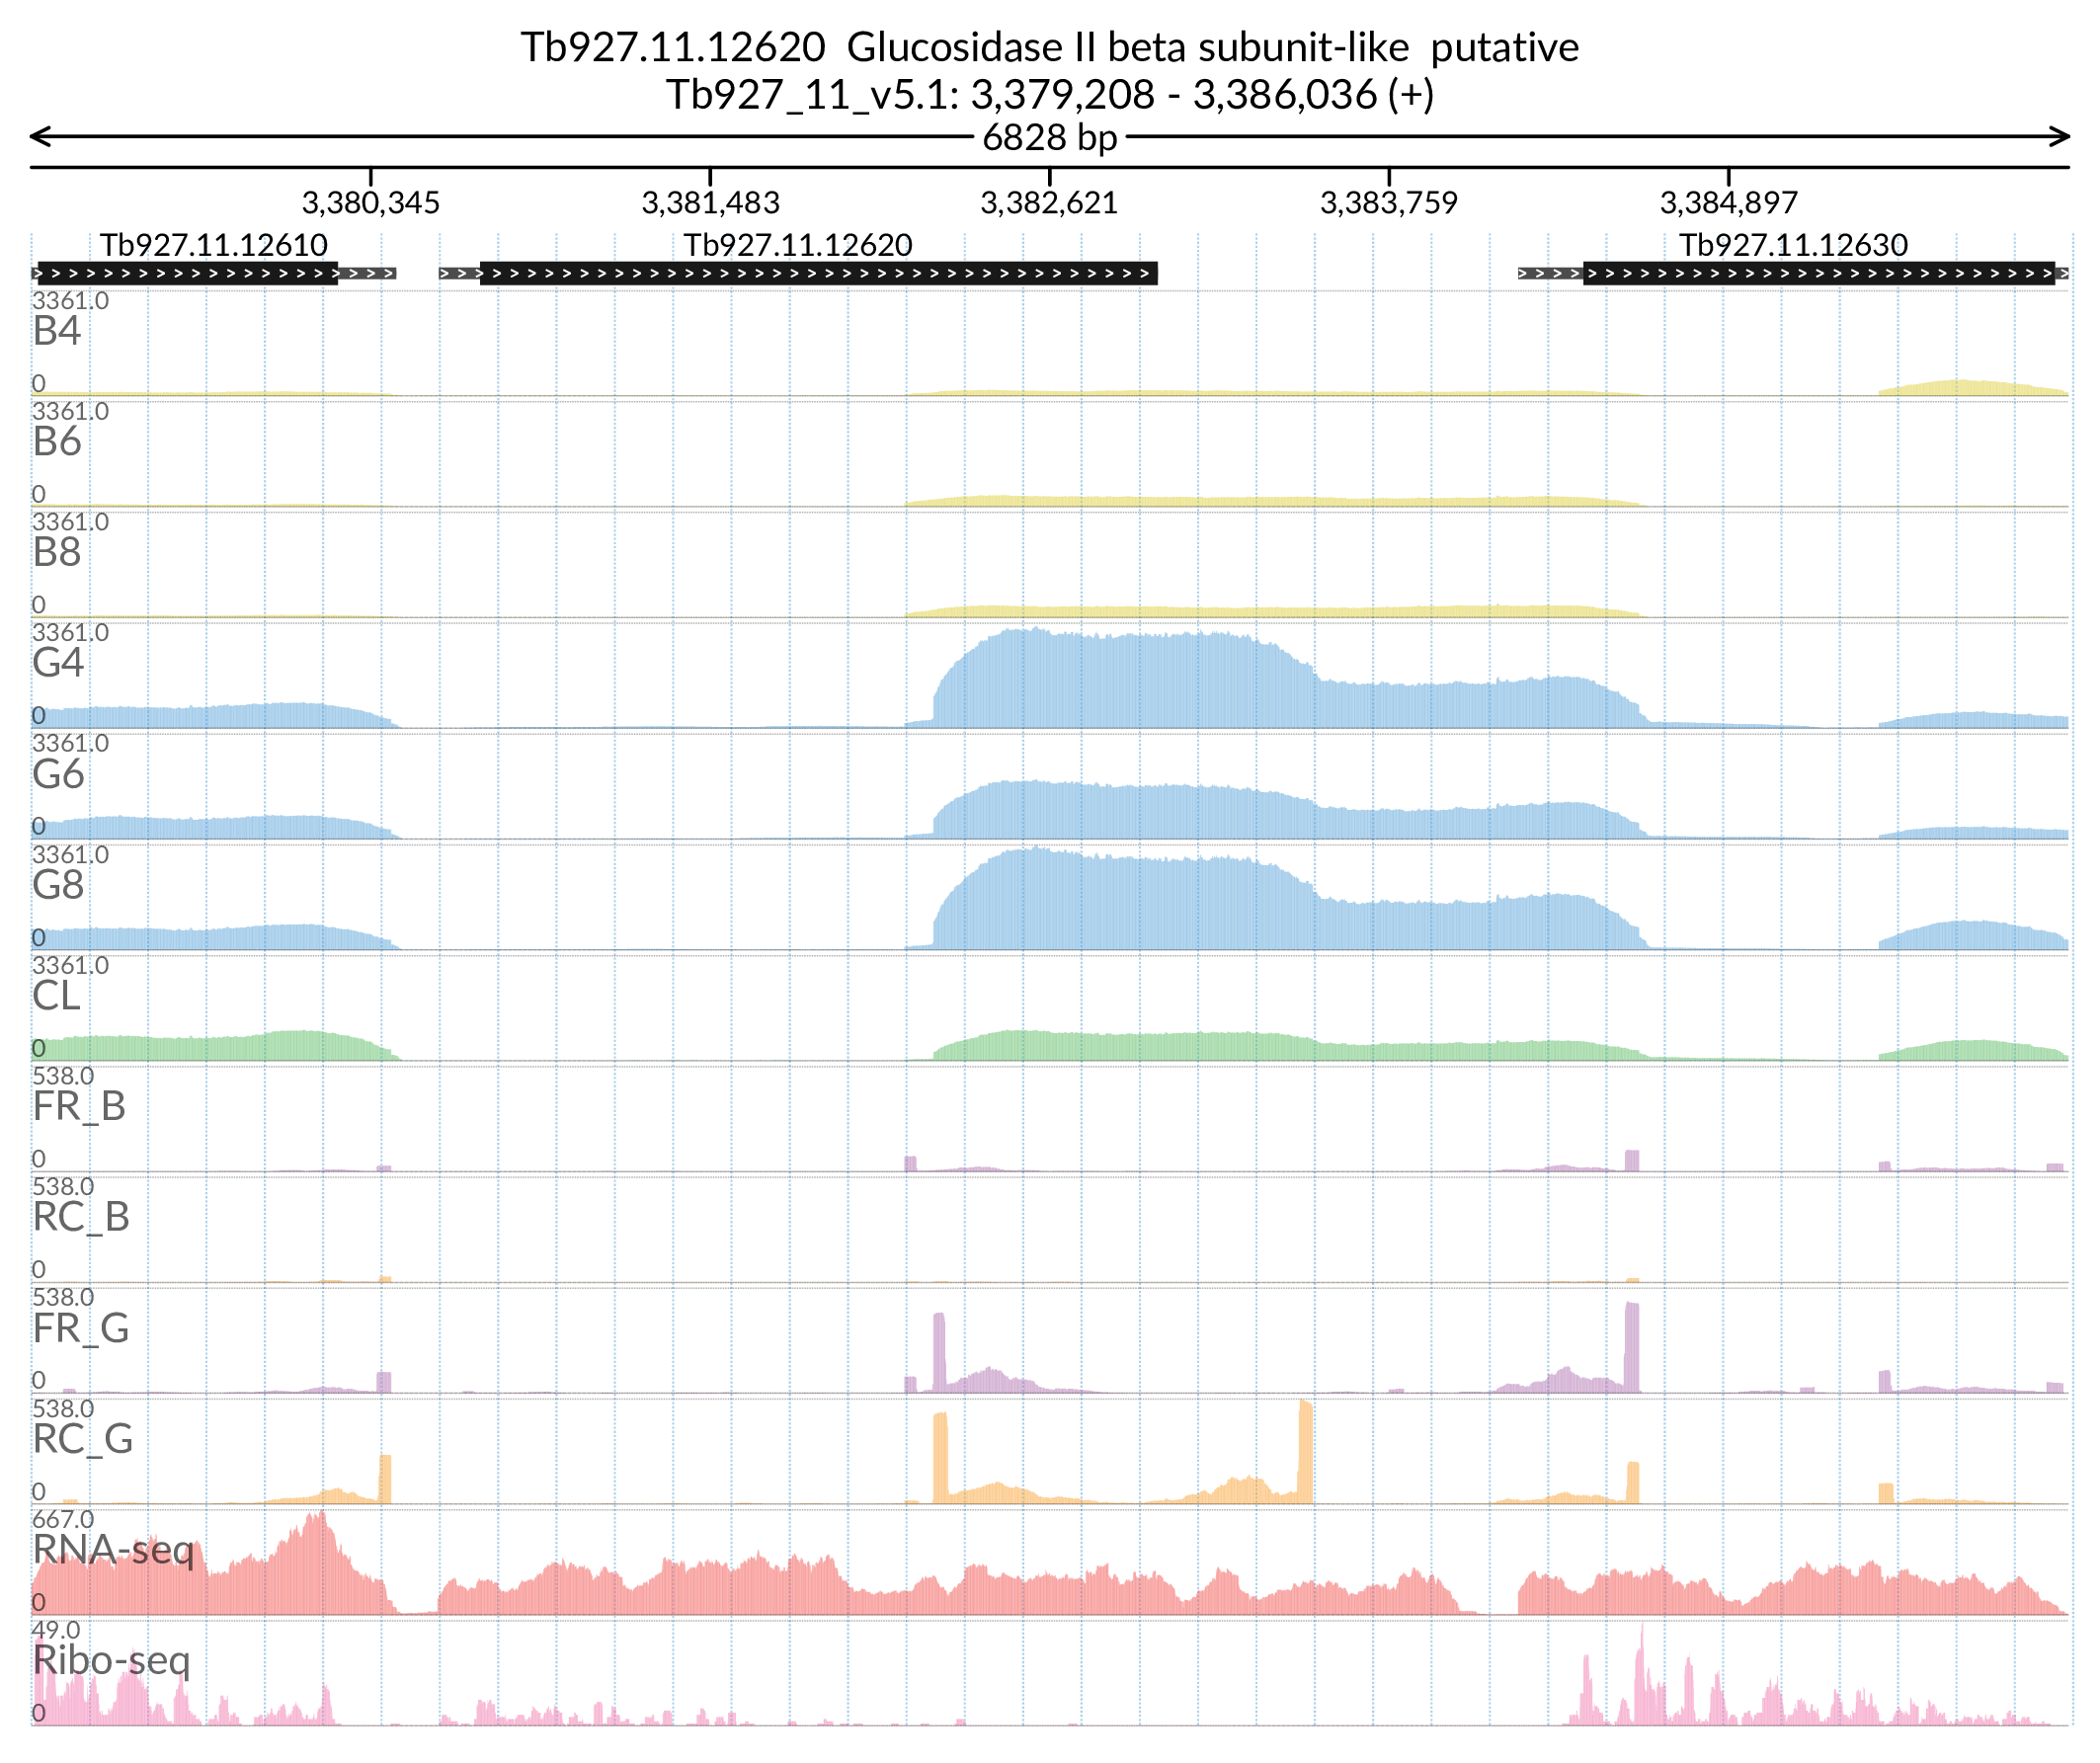 Tb927.11.12620  Glucosidase II beta subunit-like  putative
Tb927_11_v5.1: 3,379,208 - 3,386,036 (+)
6828 bp
3,380,345 3,381,483 3,382,621 3,383,759 3,384,897
Tb927.11.12610 Tb927.11.12620 Tb927.11.12630
3361.0
B4
0
3361.0
B6
0
3361.0
B8
0
3361.0
G4
0
3361.0
G6
0
3361.0
G8
0
3361.0
CL
0
538.0
FR_B
0
538.0
RC_B
0
538.0
FR_G
0
538.0
RC_G
0
667.0
RNA-seq
0
49.0
Ribo-seq
0